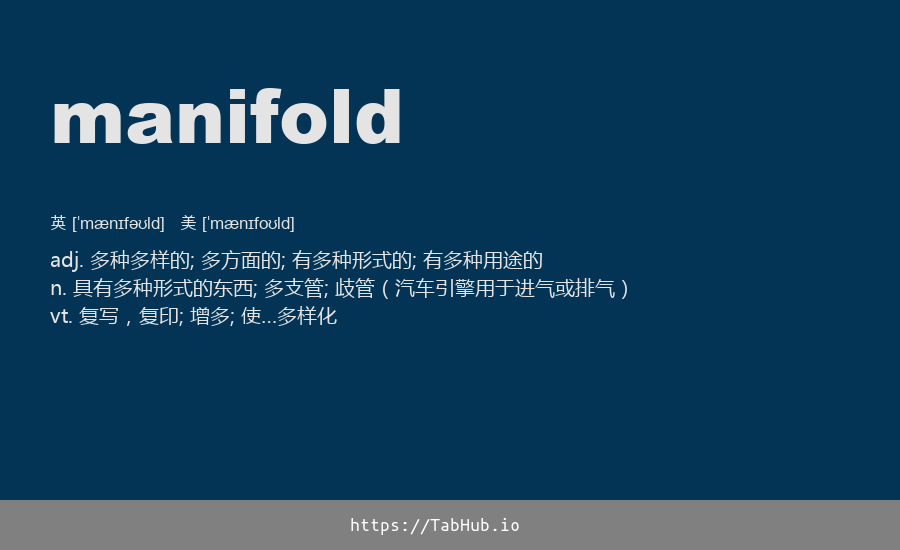 manifold
英 [ˈmænɪfəʊld] 美 [ˈmænɪfoʊld]
adj. 多种多样的; 多方面的; 有多种形式的; 有多种用途的
n. 具有多种形式的东西; 多支管; 歧管（汽车引擎用于进气或排气）
vt. 复写，复印; 增多; 使...多样化
https://TabHub.io